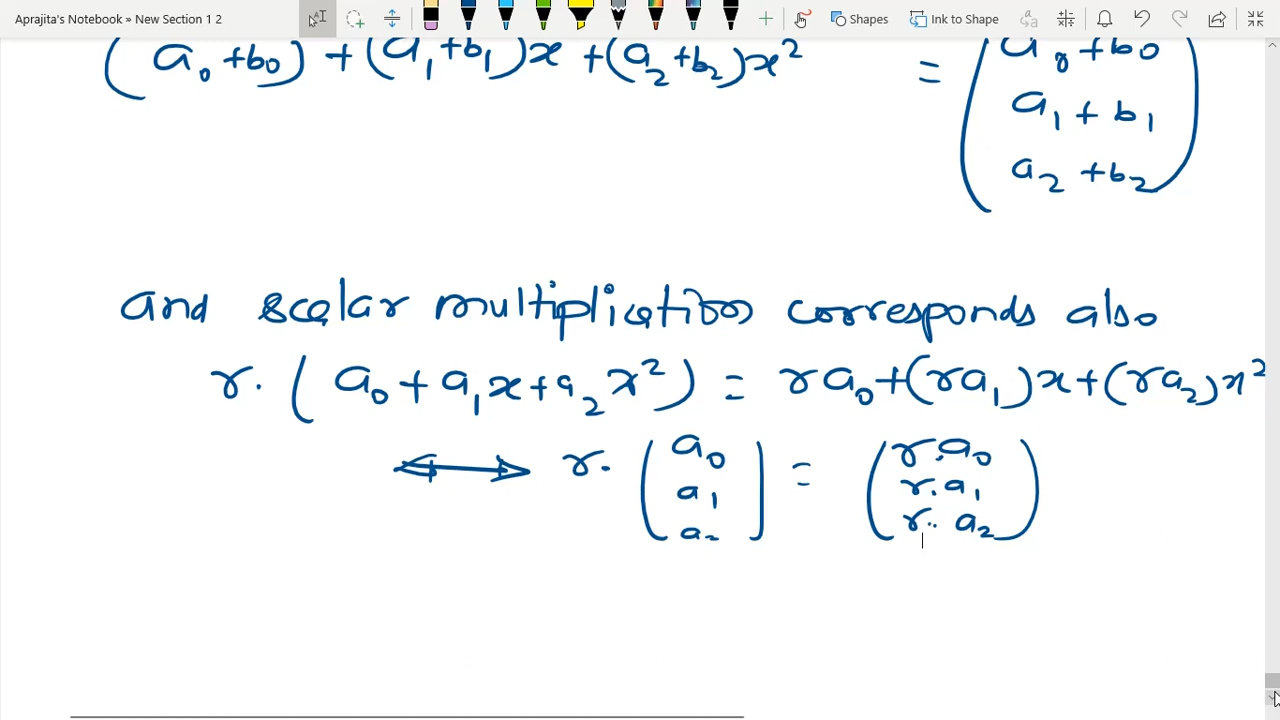 Aprajita's Notebook » New Section 1 2
Shapes
Ink to Shape
(a₀+b₀)+(a₁+b₁)x+(a₂+b₂)x² = (a₀+b₀
a₁+b₁
a₂+b₂)
and scalar multiplication corresponds also
r.(a₀+a₁x+a₂x²) = ra₀+(ra₁)x+(ra₂)x²
⟷ r. (a₀ a₁ a₂) = (r.a₀
r.a₁
r.. a₂)